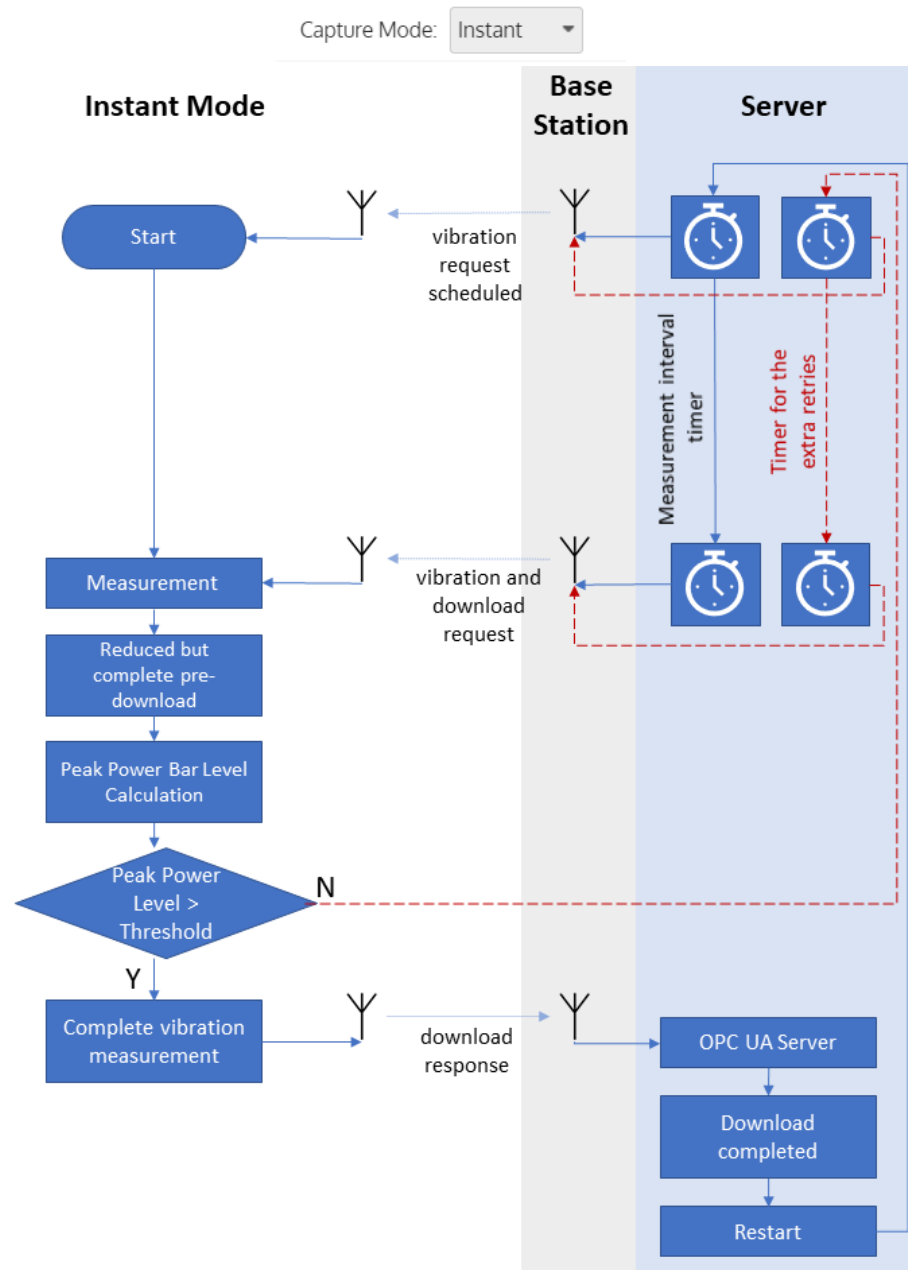 Capture Mode: Instant
Instant Mode
Base
Station
Server
Start
vibration
request
scheduled
Measurement interval
timer
Timer for the
extra retries
Measurement
vibration and
download
request
Reduced but
complete pre-
download
Peak Power Bar Level
Calculation
Peak Power
Level >
Threshold
N
Y
Complete vibration
measurement
download
response
OPC UA Server
Download
completed
Restart